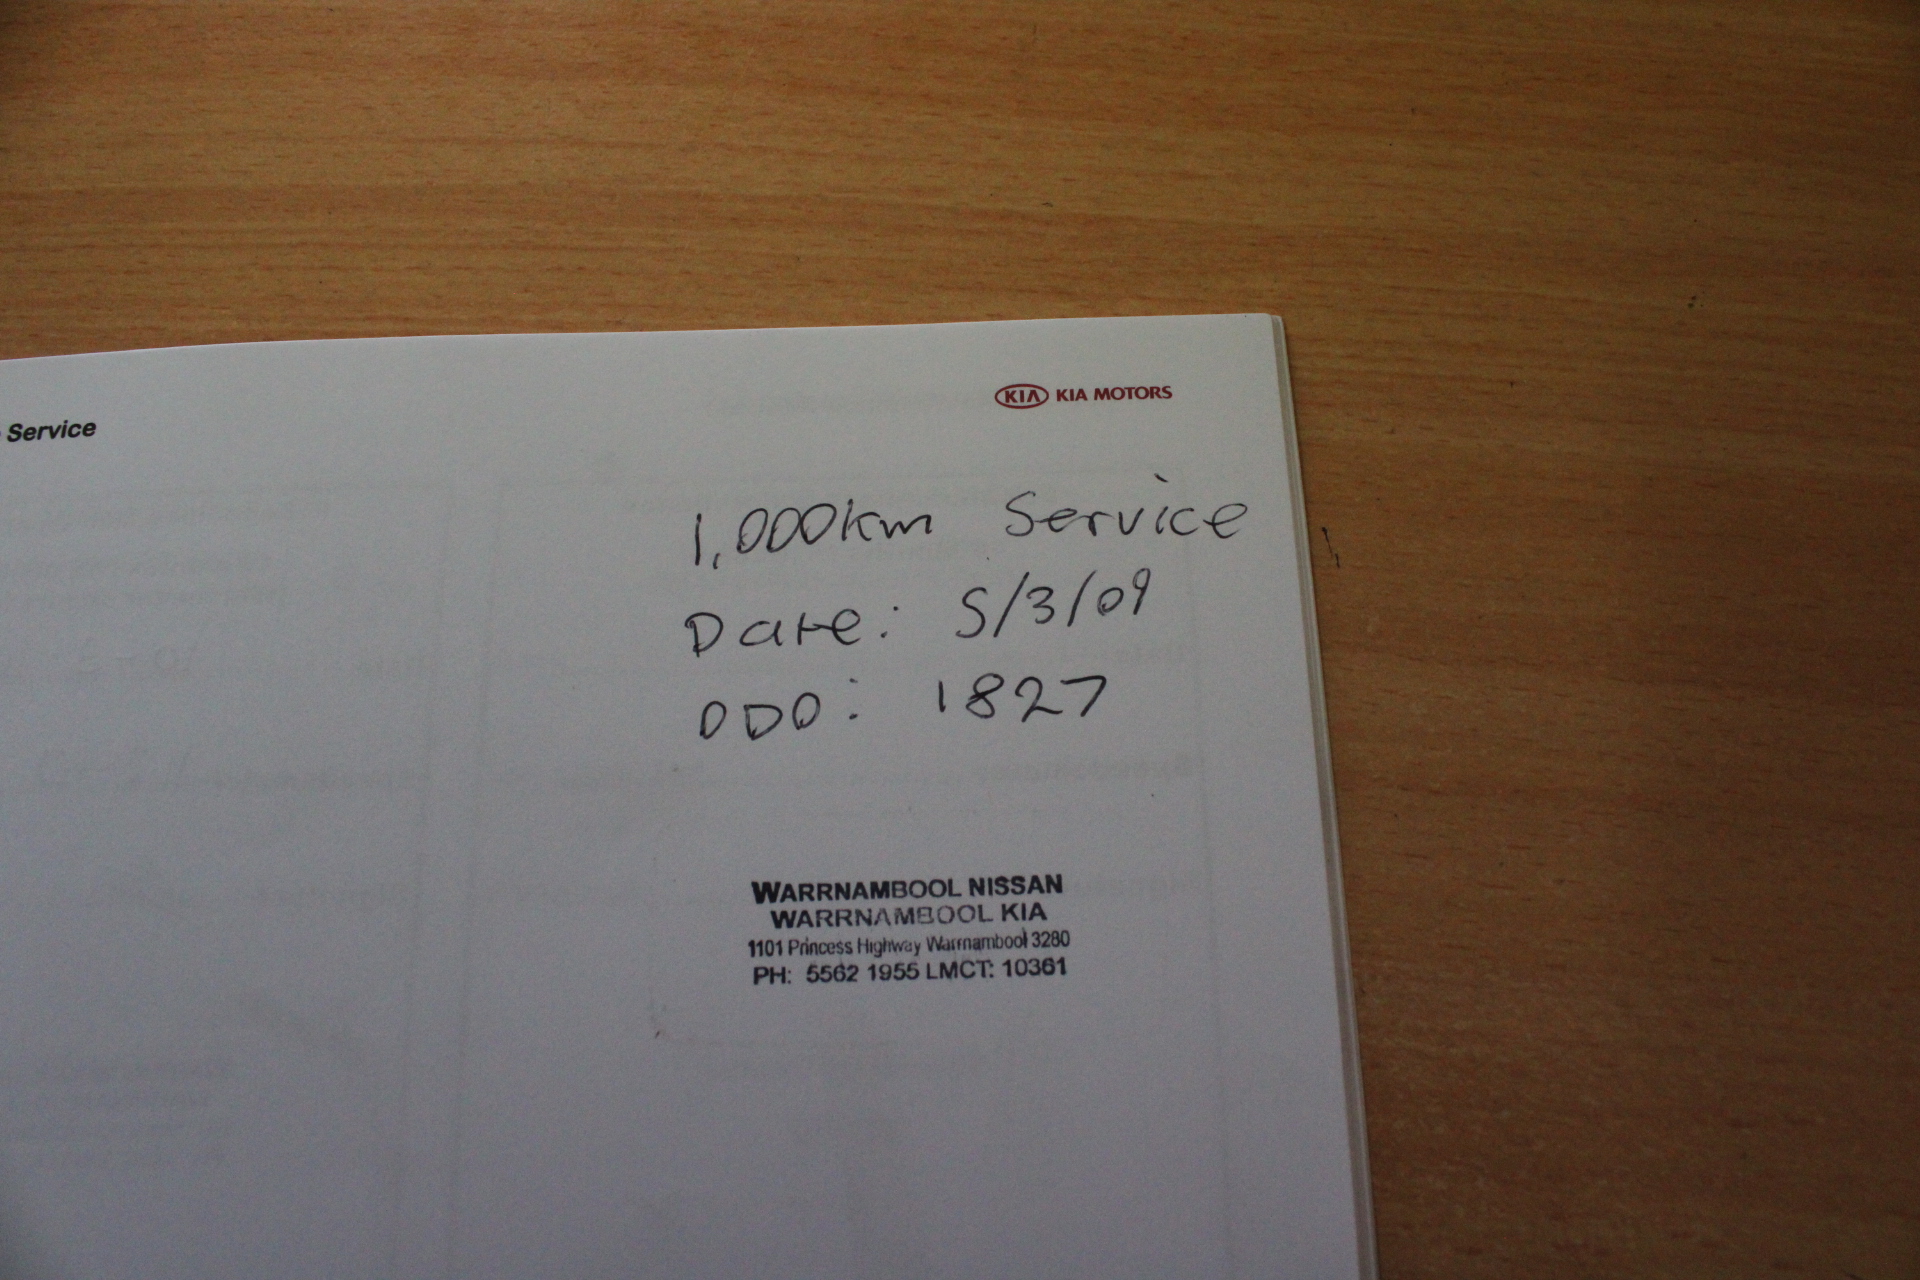 KIA KIA MOTORS
Service
1,000km Service
Date: 5/3/09
ODO: 1827
WARRNAMBOOL NISSAN
WARRNAMBOOL KIA
1101 Princess Highway Warrnambool 3280
PH: 5562 1955 LMCT: 10361